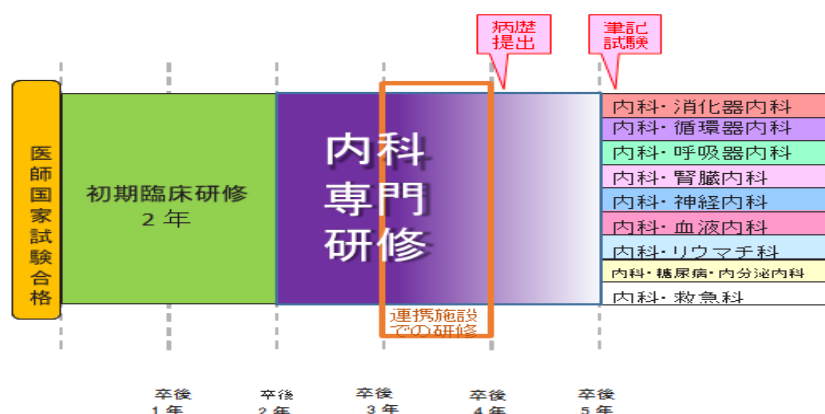 病歴
提出
筆記
試験
医師国家試験合格
初期臨床研修
2 年
内科
専門
研修
連携施設
での研修
内科・消化器内科
内科・循環器内科
内科・呼吸器内科
内科・腎臓内科
内科・神経内科
内科・血液内科
内科・リウマチ科
内科・糖尿病・内分泌内科
内科・救急科
卒後
1 年
卒後
2 年
卒後
3 年
卒後
4 年
卒後
5 年